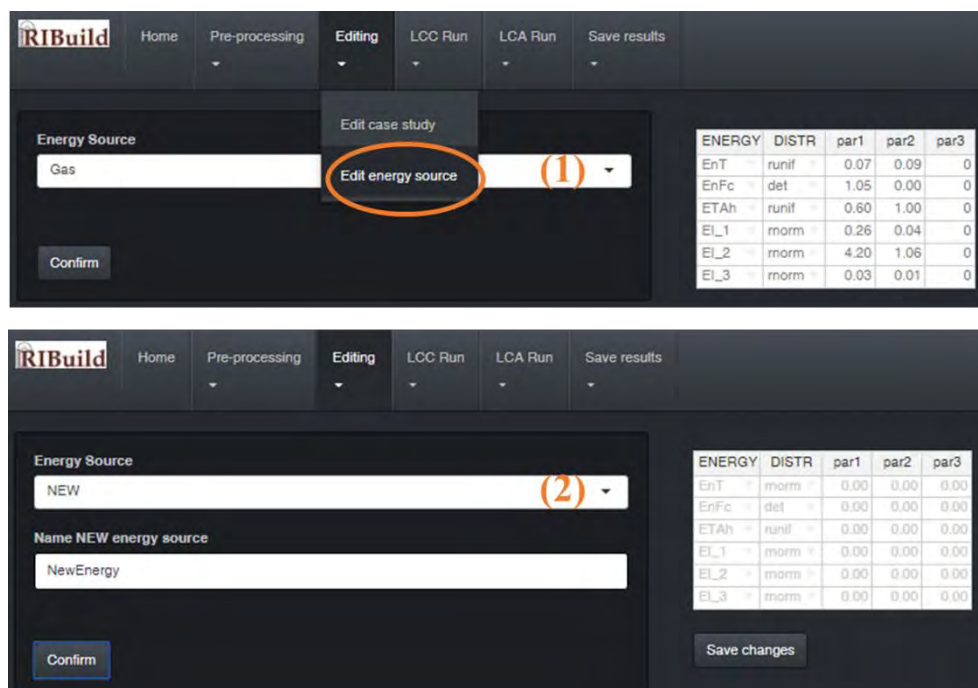 RIBuild Home Pre-processing Editing LCC Run LCA Run Save results
Edit case study
Edit energy source
Energy Source
Gas
(1)
Confirm
ENERGY DISTR par1 par2 par3
EnT runif 0.07 0.09 0
EnFc det 1.05 0.00 0
ETAh runif 0.60 1.00 0
EI_1 rnorm 0.26 0.04 0
EI_2 rnorm 4.20 1.06 0
EI_3 rnorm 0.03 0.01 0
RIBuild Home Pre-processing Editing LCC Run LCA Run Save results
Energy Source
NEW
(2)
Name NEW energy source
NewEnergy
Confirm
ENERGY DISTR par1 par2 par3
EnT rnorm 0.00 0.00 0.00
EnFc det 0.00 0.00 0.00
ETAh runif 0.00 0.00 0.00
EI_1 rnorm 0.00 0.00 0.00
EI_2 rnorm 0.00 0.00 0.00
EI_3 rnorm 0.00 0.00 0.00
Save changes